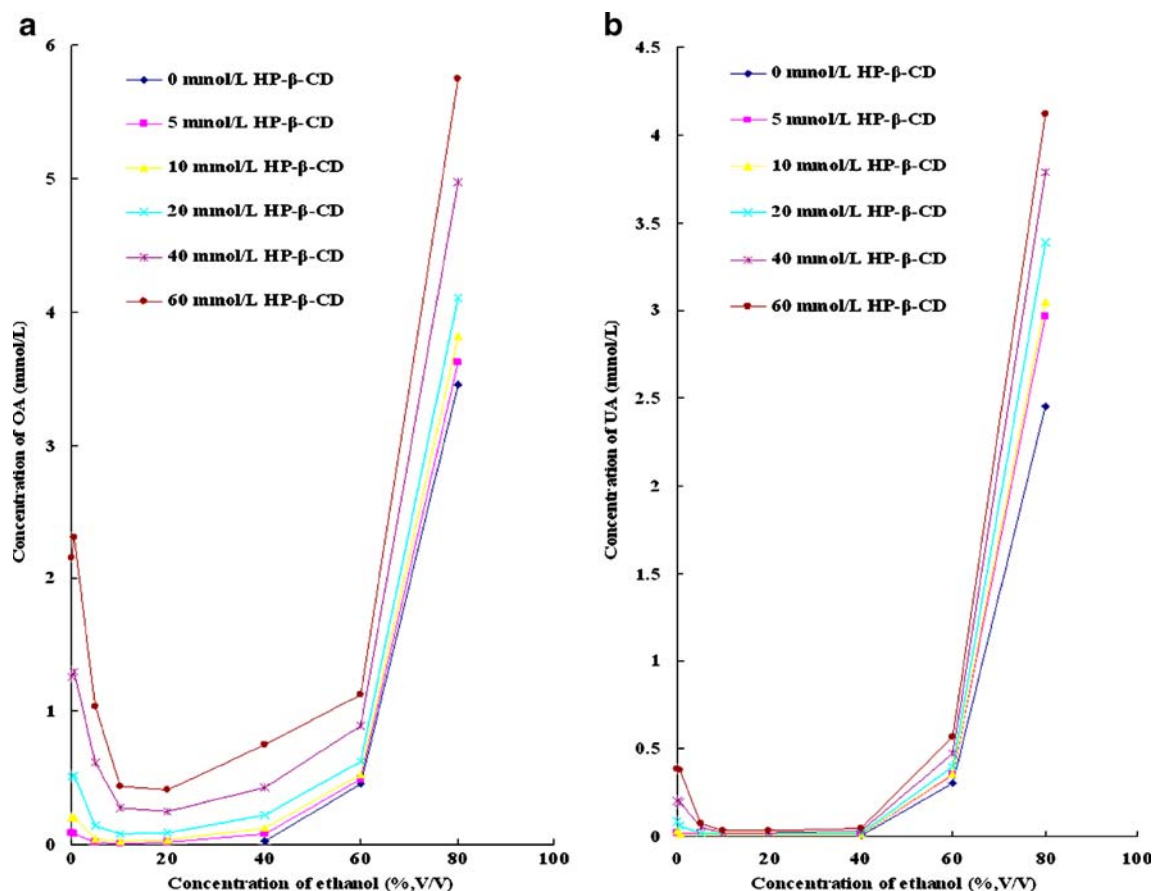 a
6
5
4
3
2
1
0
Concentration of OA (mmol/L)
0 mmol/L HP-β-CD
5 mmol/L HP-β-CD
10 mmol/L HP-β-CD
20 mmol/L HP-β-CD
40 mmol/L HP-β-CD
60 mmol/L HP-β-CD
0 20 40 60 80 100
Concentration of ethanol (%,V/V)
b
4.5
4
3.5
3
2.5
2
1.5
1
0.5
0
Concentration of UA (mmol/L)
0 mmol/L HP-β-CD
5 mmol/L HP-β-CD
10 mmol/L HP-β-CD
20 mmol/L HP-β-CD
40 mmol/L HP-β-CD
60 mmol/L HP-β-CD
0 20 40 60 80 100
Concentration of ethanol (%,V/V)